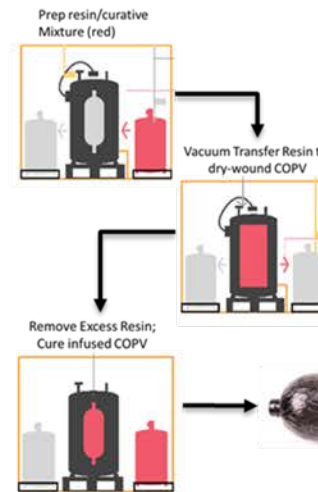 Prep resin/curative
Mixture (red)
Vacuum Transfer Resin t
dry-wound COPV
Remove Excess Resin;
Cure infused COPV